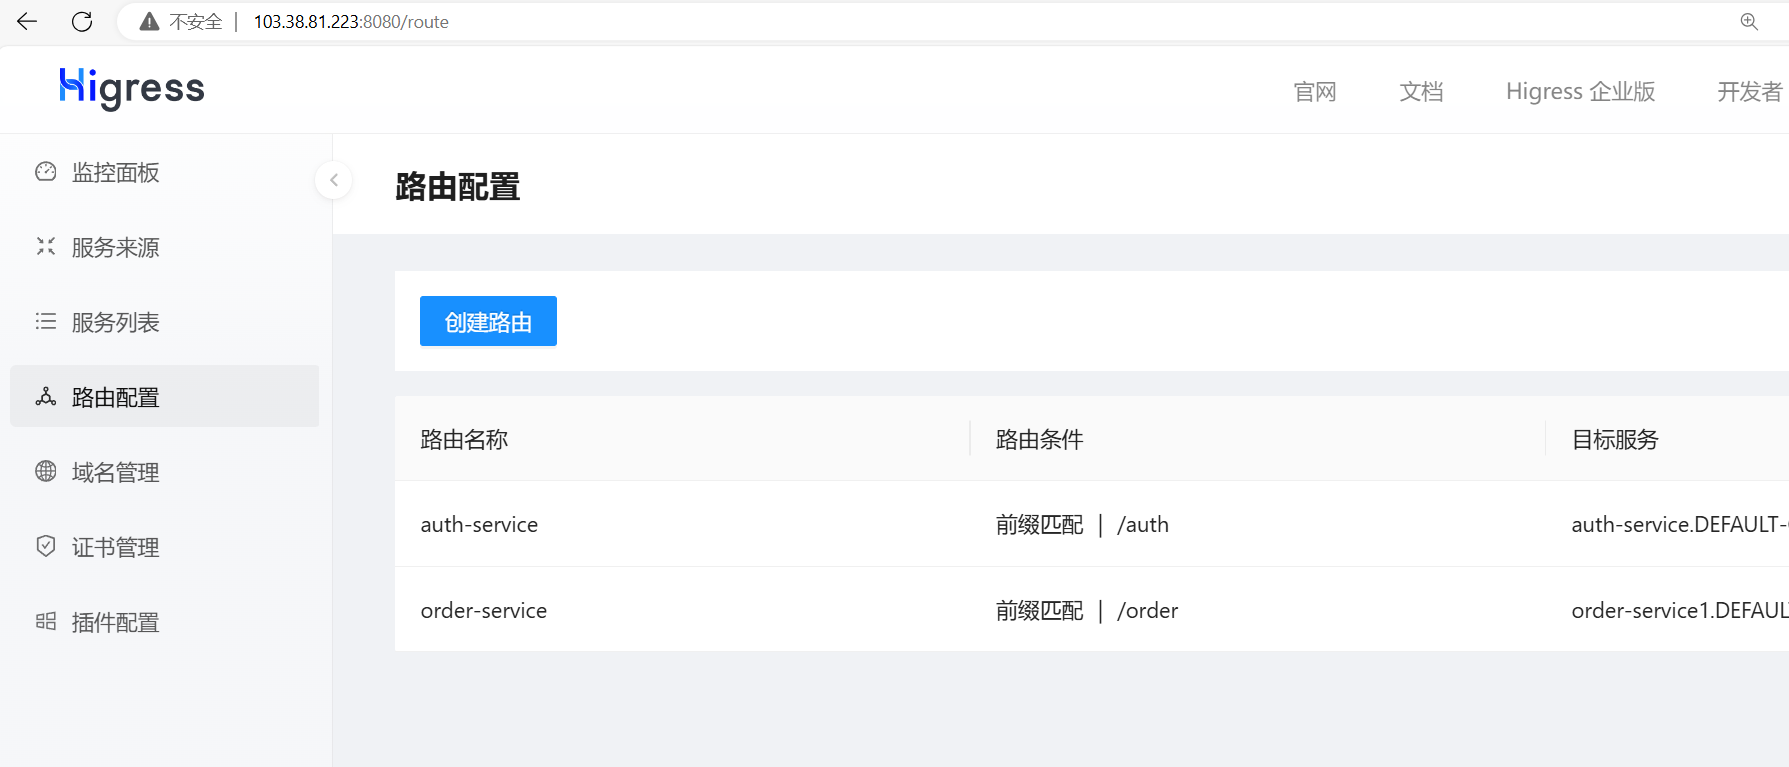 不安全 | 103.38.81.223:8080/route
Higress
官网 文档 Higress 企业版 开发者
监控面板
服务来源
服务列表
路由配置
域名管理
证书管理
插件配置
路由配置
创建路由
路由名称 路由条件 目标服务
auth-service 前缀匹配 | /auth auth-service.DEFAULT-
order-service 前缀匹配 | /order order-service1.DEFAUL